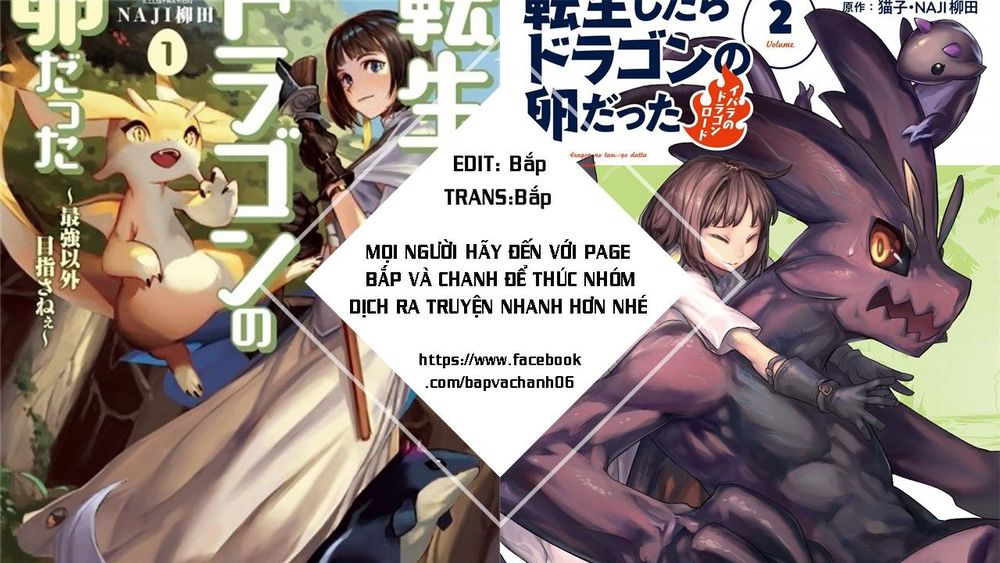 ILLUSTRATION
NAJI柳田
1
転生
ドラゴンの
卵だった
~最強以外
目指さねぇ~
転生したら
ドラゴンの
卵だった
イバラの
ドラゴン
ロード
2
Volume
原作：猫子・NAJI柳田
EDIT: Bắp
TRANS:Bắp
MỌI NGƯỜI HÃY ĐẾN VỚI PAGE
BẮP VÀ CHANH ĐỂ THÚC NHÓM
DỊCH RA TRUYỆN NHANH HƠN NHÉ
https://www.facebook
.com/bapvachanh06